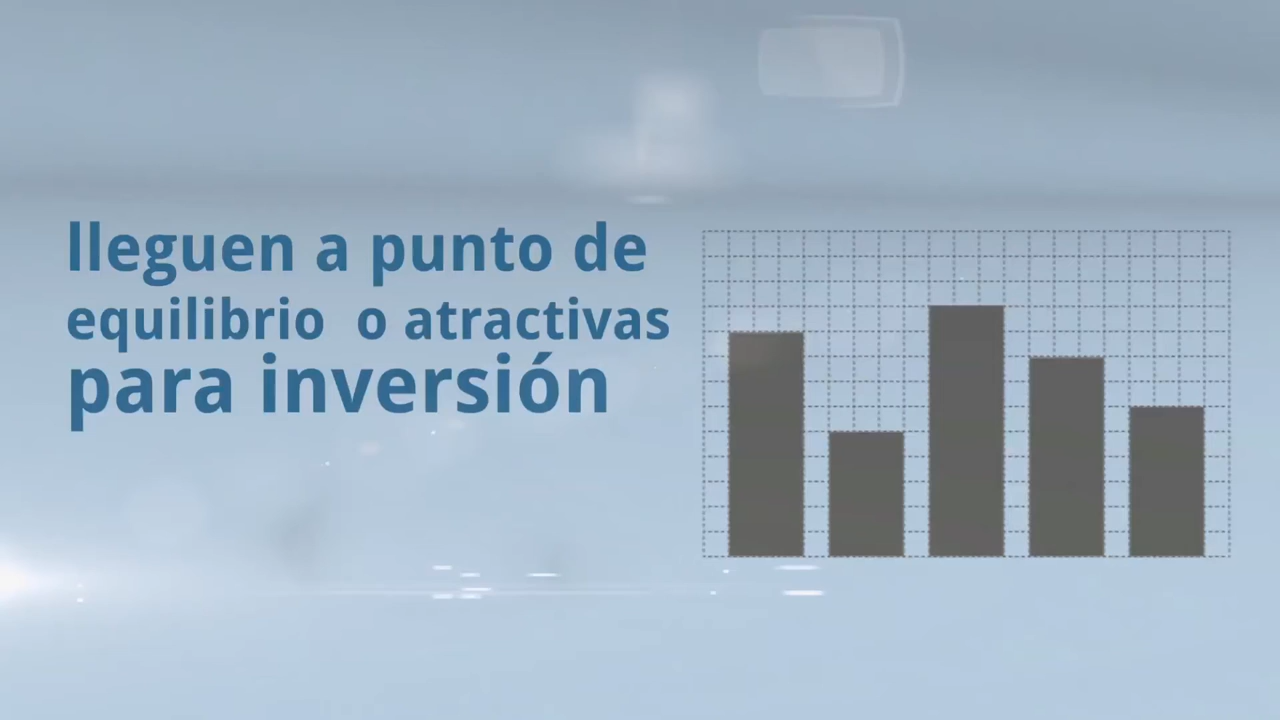 lleguen a punto de
equilibrio o atractivas
para inversión